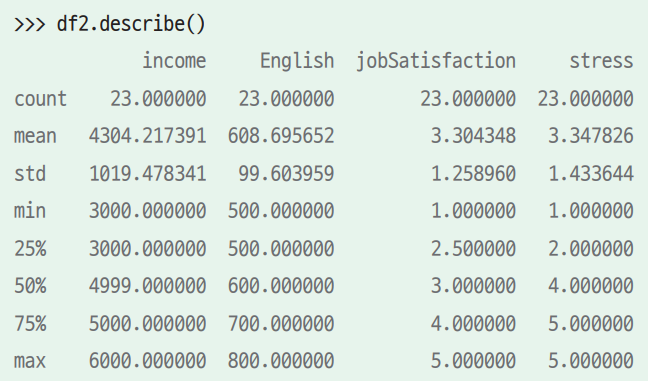 >>> df2.describe()
income English jobSatisfaction stress
count 23.000000 23.000000 23.000000 23.000000
mean 4304.217391 608.695652 3.304348 3.347826
std 1019.478341 99.603959 1.258960 1.433644
min 3000.000000 500.000000 1.000000 1.000000
25% 3000.000000 500.000000 2.500000 2.000000
50% 4999.000000 600.000000 3.000000 4.000000
75% 5000.000000 700.000000 4.000000 5.000000
max 6000.000000 800.000000 5.000000 5.000000